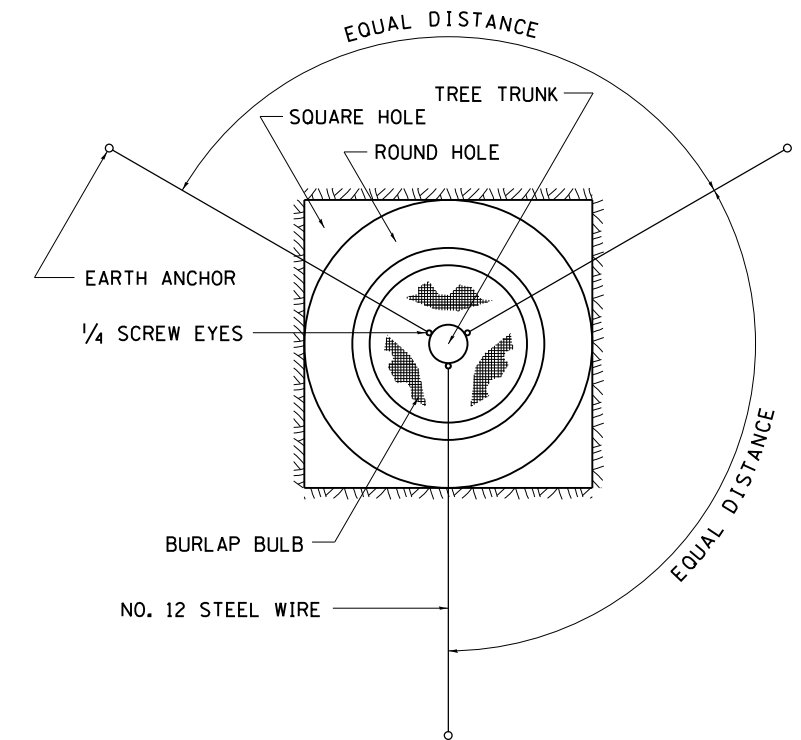 EQUAL DISTANCE
TREE TRUNK
SQUARE HOLE
ROUND HOLE
EARTH ANCHOR
1/4 SCREW EYES
EQUAL DISTANCE
BURLAP BULB
NO. 12 STEEL WIRE